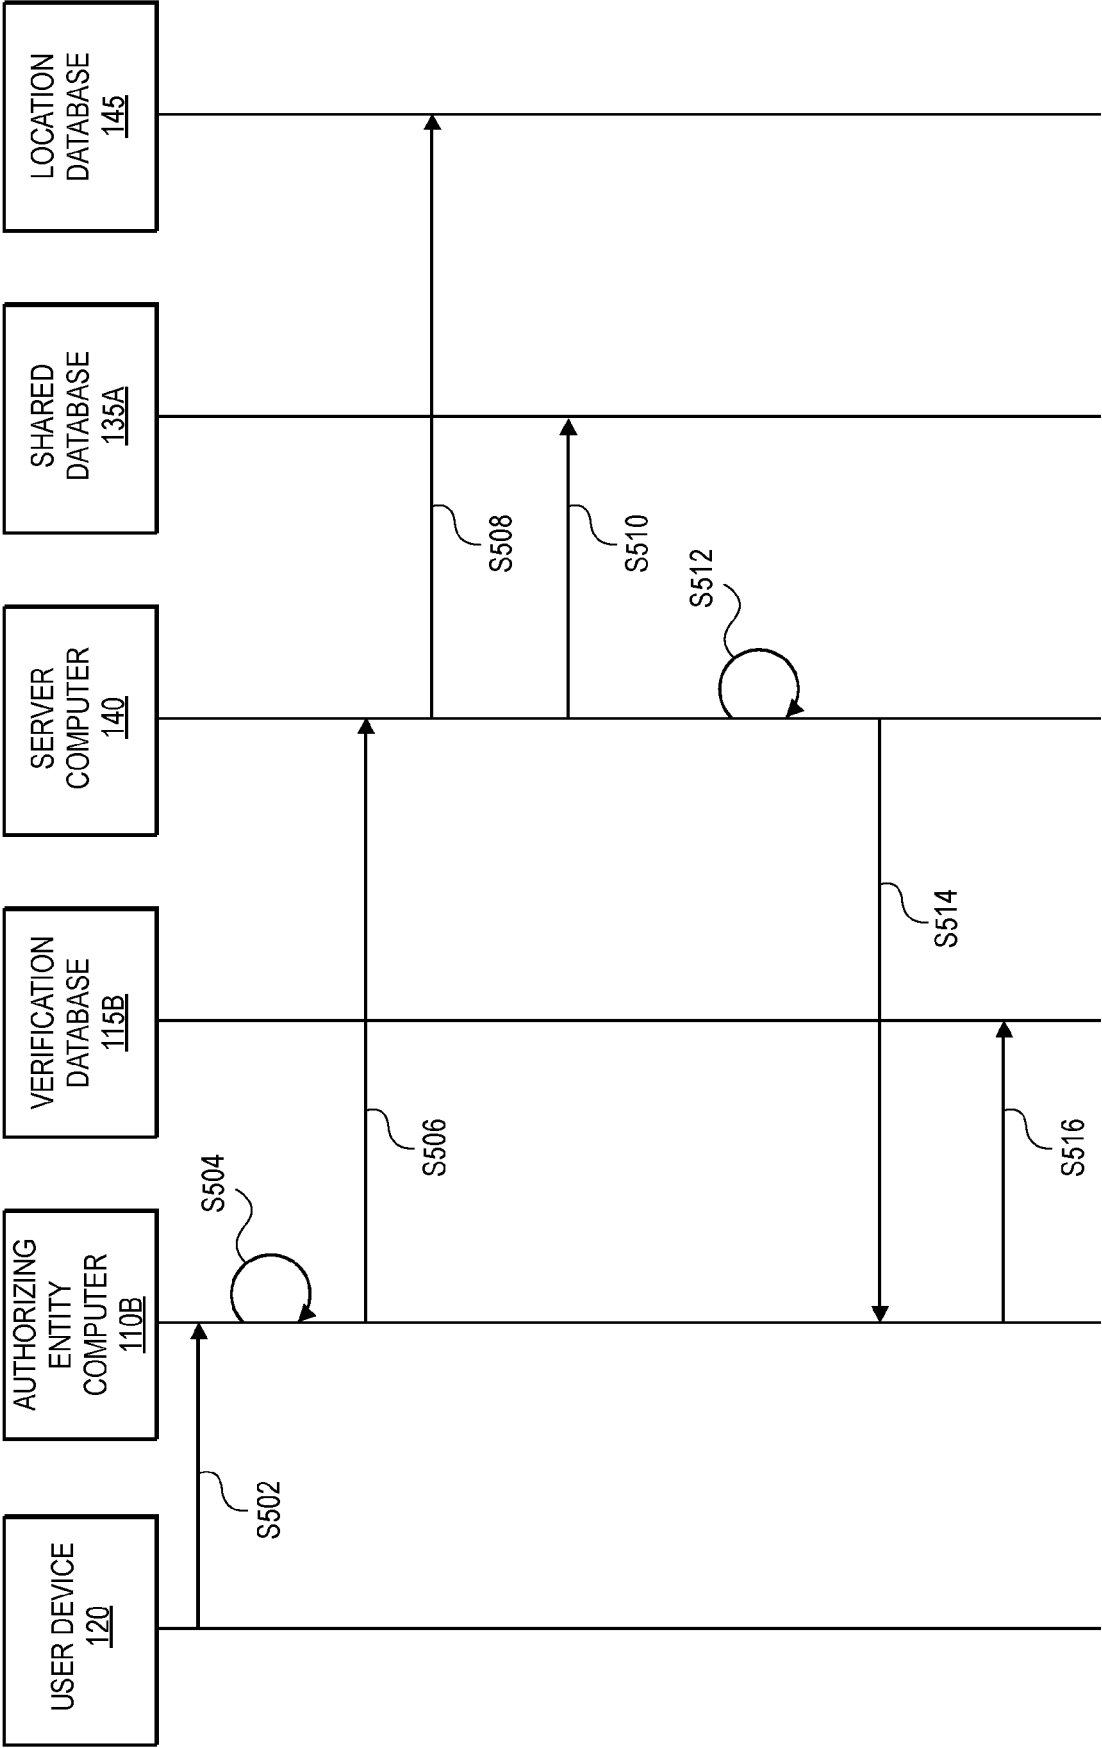 USER DEVICE
120
AUTHORIZING
ENTITY
COMPUTER
110B
VERIFICATION
DATABASE
115B
SERVER
COMPUTER
140
SHARED
DATABASE
135A
LOCATION
DATABASE
145
S502
S504
S506
S508
S510
S512
S514
S516